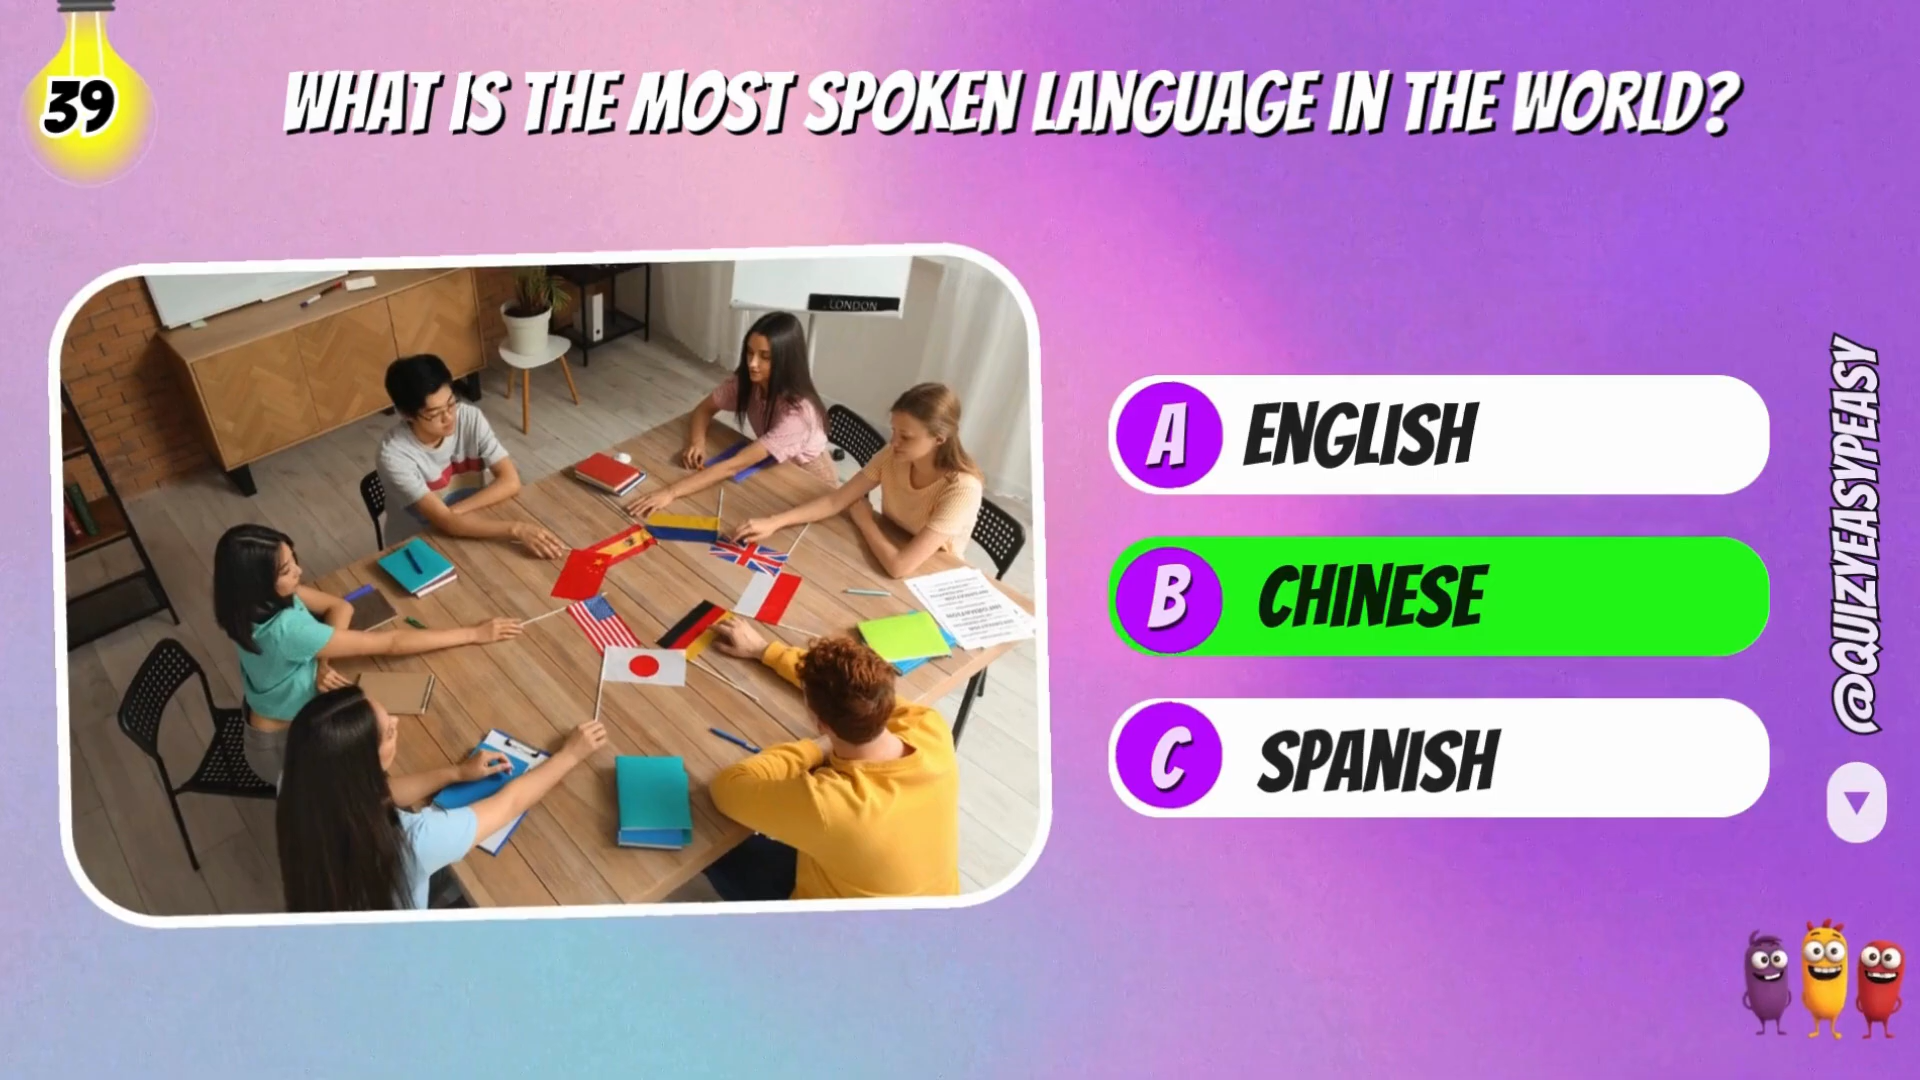 39
WHAT IS THE MOST SPOKEN LANGUAGE IN THE WORLD?
LONDON
A ENGLISH
B CHINESE
C SPANISH
@QUIZYEASYPEASY